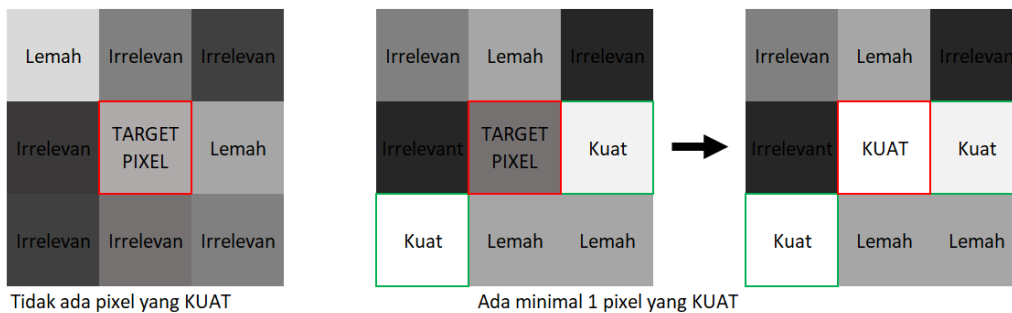 Lemah Irrelevan Irrelevan
Irrelevan TARGET PIXEL Lemah
Irrelevan Irrelevan Irrelevan
Tidak ada pixel yang KUAT
Irrelevan Lemah Irrelevan
Irrelevant TARGET PIXEL Kuat
Kuat Lemah Lemah
Irrelevan Lemah Irrelevan
Irrelevant KUAT Kuat
Kuat Lemah Lemah
Ada minimal 1 pixel yang KUAT